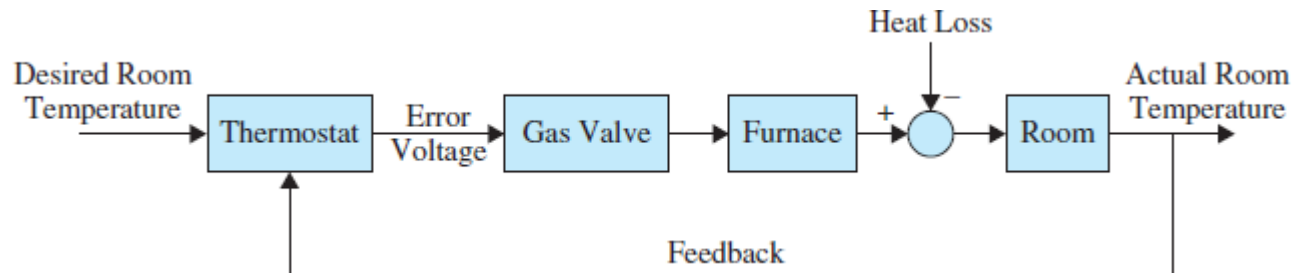 Heat Loss
Desired Room
Temperature
Actual Room
Temperature
Thermostat
Error
Voltage
Gas Valve
Furnace
+
−
Room
Feedback